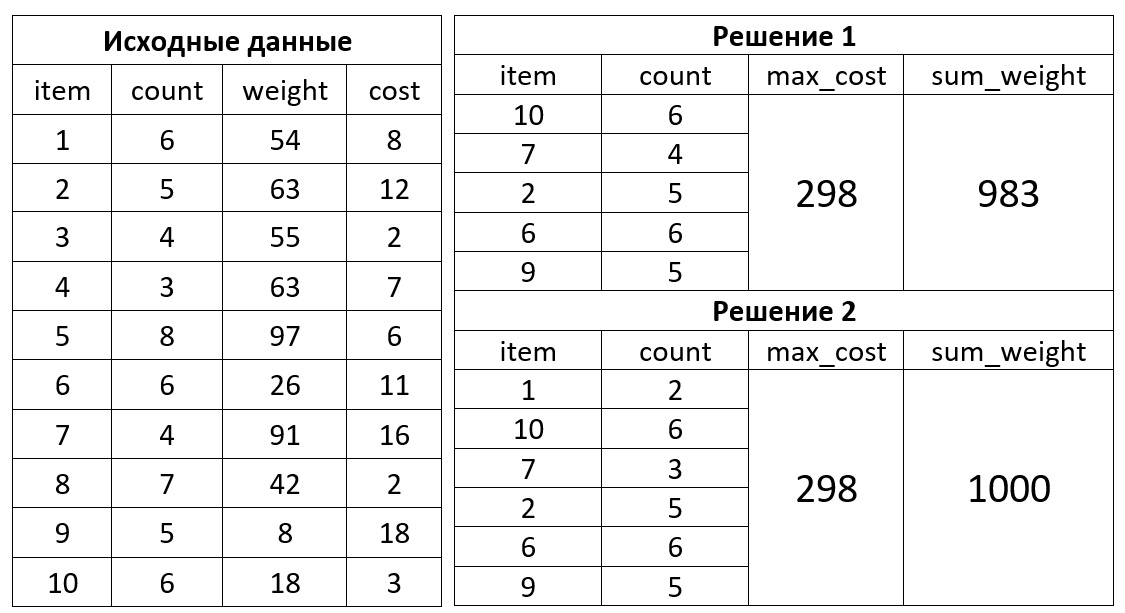 Исходные данные
item count weight cost
1 6 54 8
2 5 63 12
3 4 55 2
4 3 63 7
5 8 97 6
6 6 26 11
7 4 91 16
8 7 42 2
9 5 8 18
10 6 18 3
Решение 1
item count max_cost sum_weight
10 6
7 4
2 5
6 6
9 5
298 983
Решение 2
item count max_cost sum_weight
1 2
10 6
7 3
2 5
6 6
9 5
298 1000